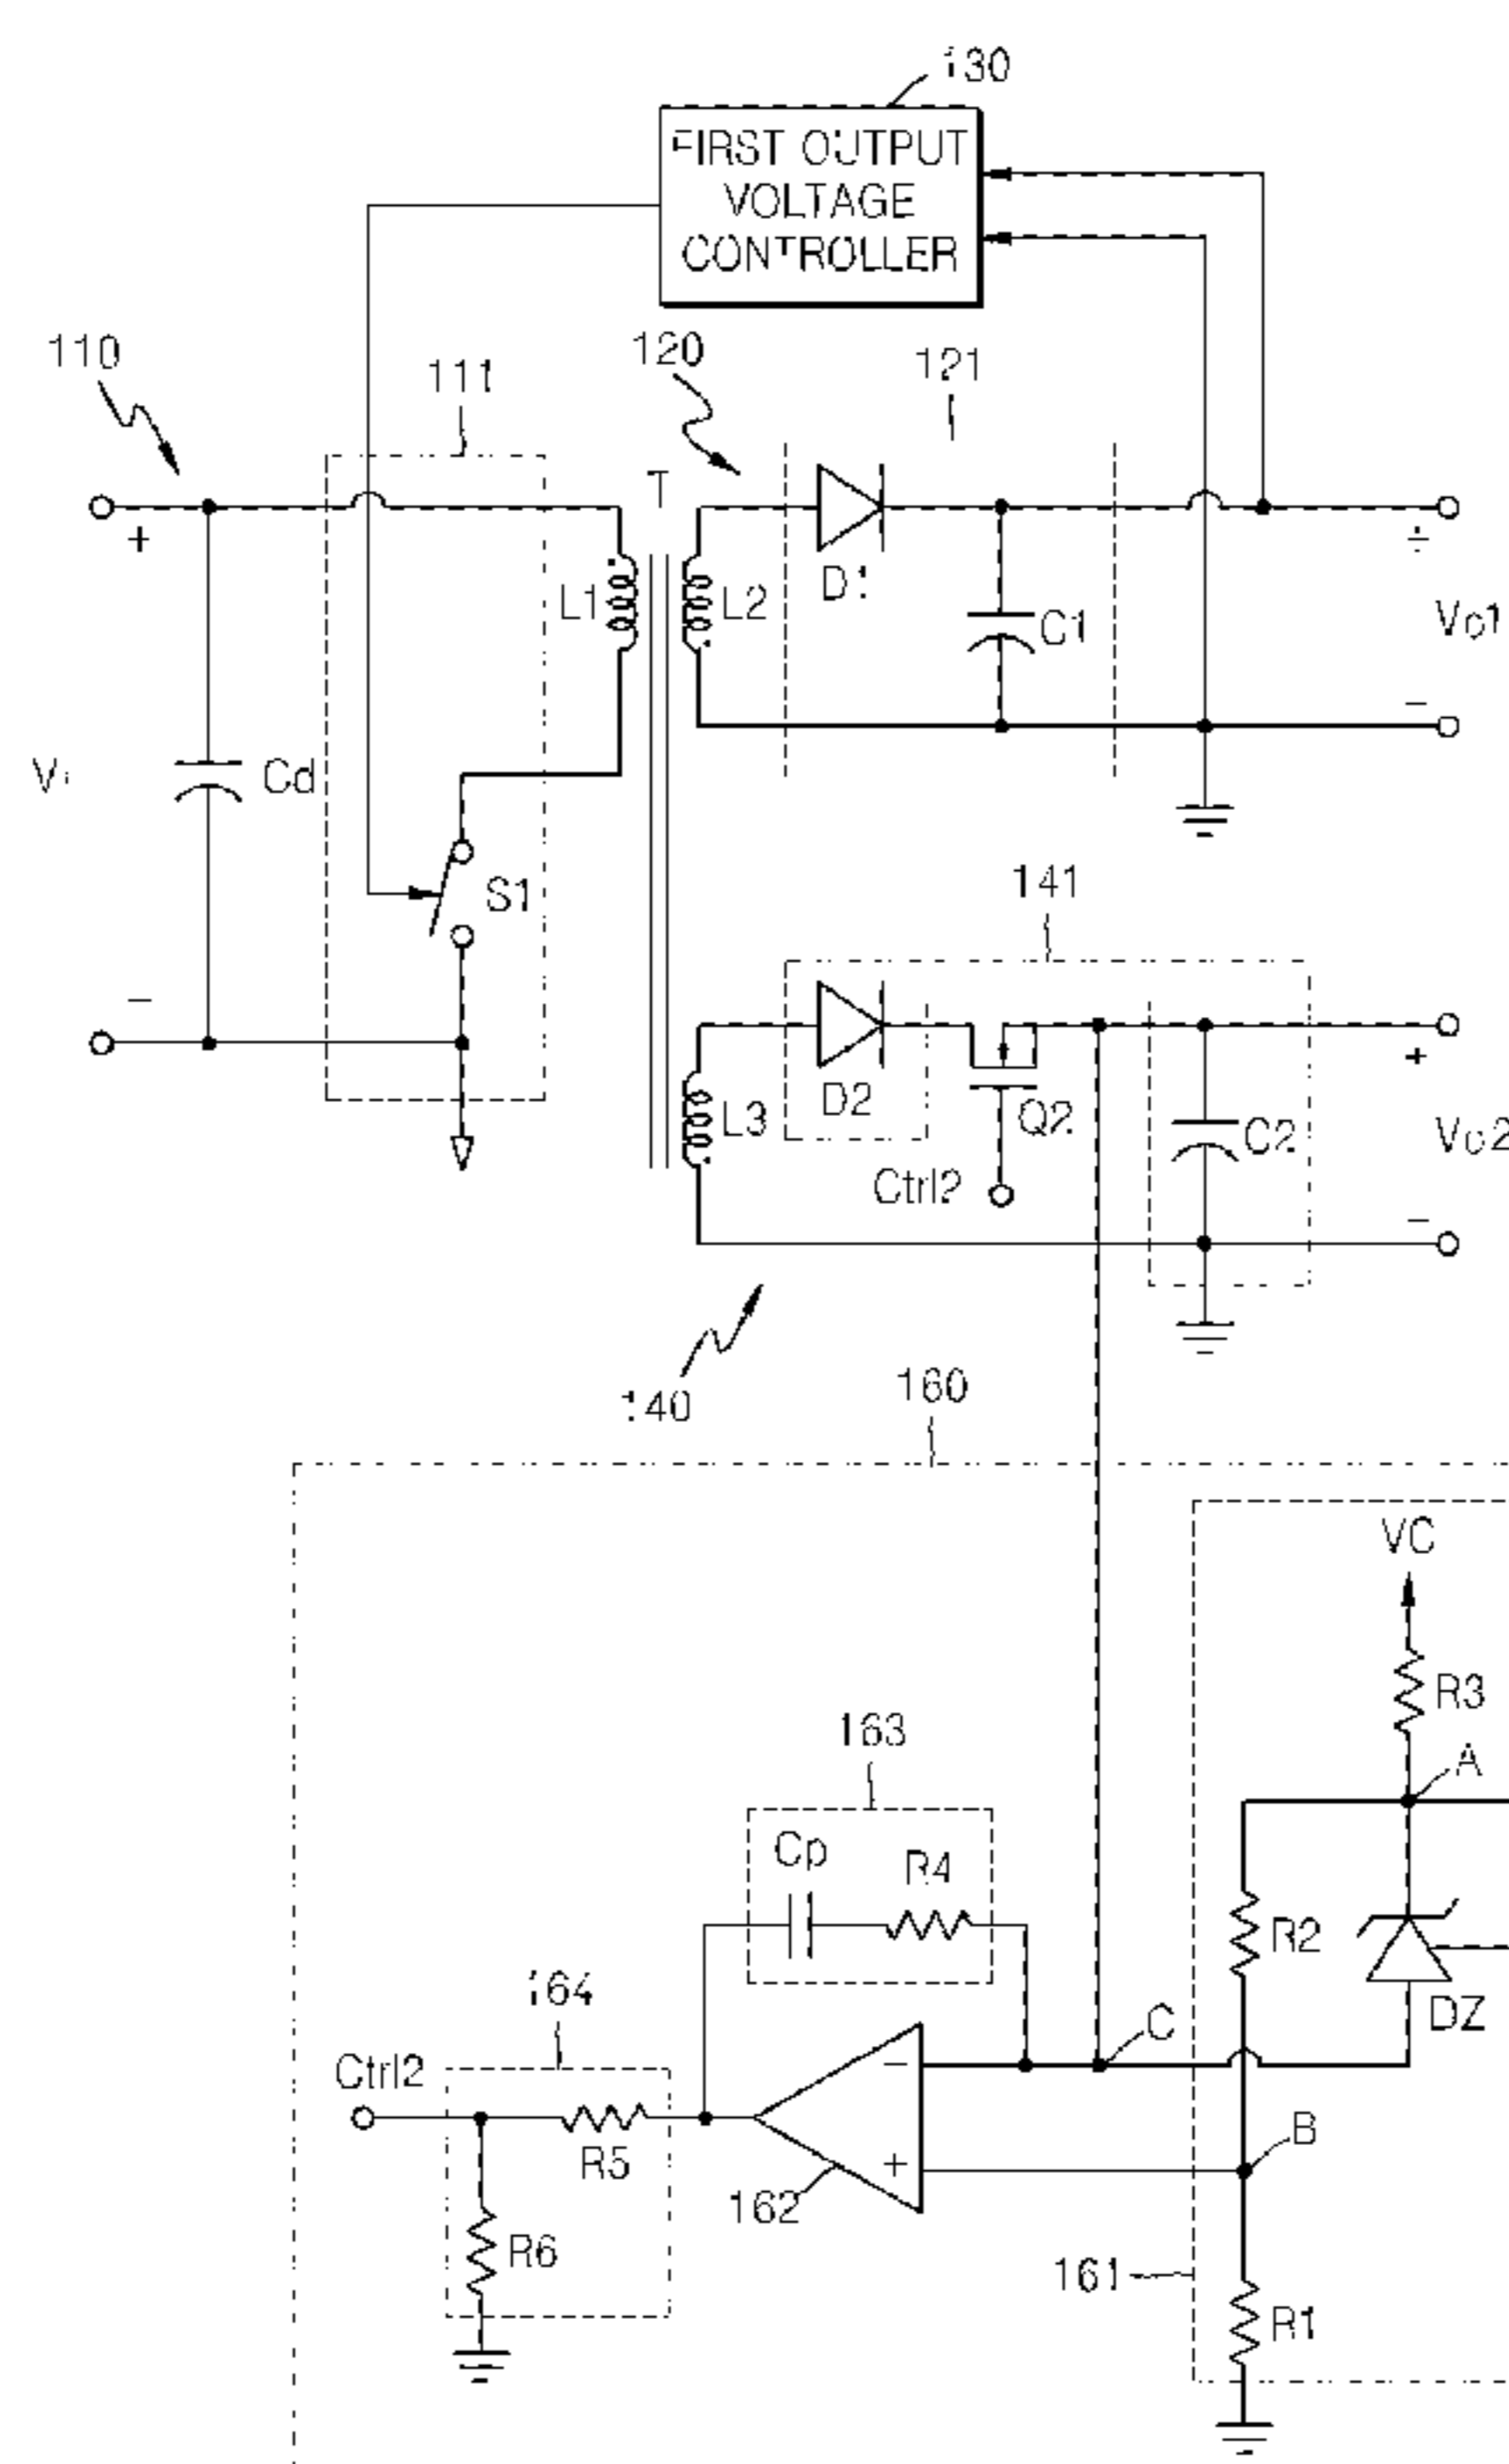 130
FIRST OUTPUT
VOLTAGE
CONTROLLER
110
111
120
121
T
+
+
L1
L2
D1
C1
Vo1
−
Vi
Cd
S1
141
−
D2
Q2
+
L3
C2
Vo2
Ctrl2
−
140
160
VC
R3
163
A
Cp
R4
R2
164
DZ
C
Ctrl2
−
B
R5
+
162
R6
161
R1